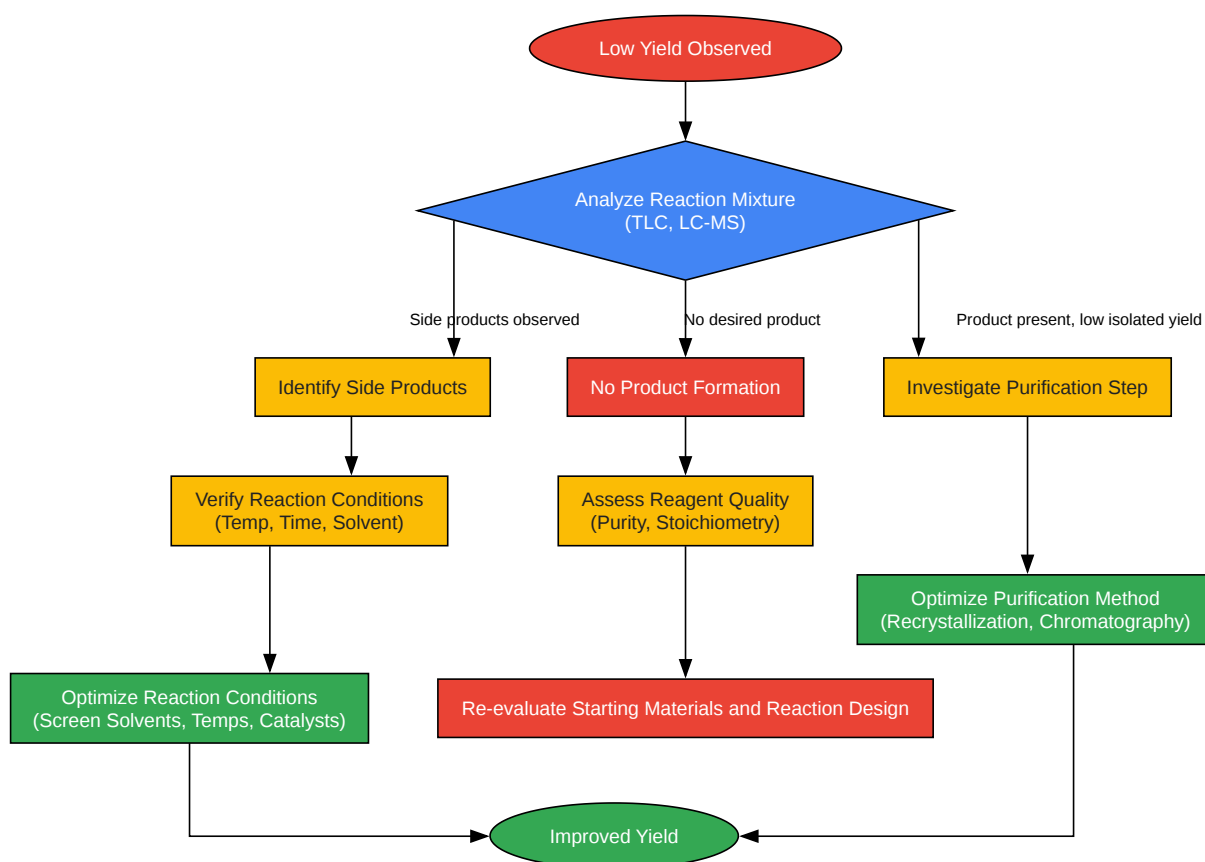 Low Yield Observed
Analyze Reaction Mixture
(TLC, LC-MS)
Side products observed
No desired product
Product present, low isolated yield
Identify Side Products
No Product Formation
Investigate Purification Step
Verify Reaction Conditions
(Temp, Time, Solvent)
Assess Reagent Quality
(Purity, Stoichiometry)
Optimize Purification Method
(Recrystallization, Chromatography)
Optimize Reaction Conditions
(Screen Solvents, Temps, Catalysts)
Re-evaluate Starting Materials and Reaction Design
Improved Yield